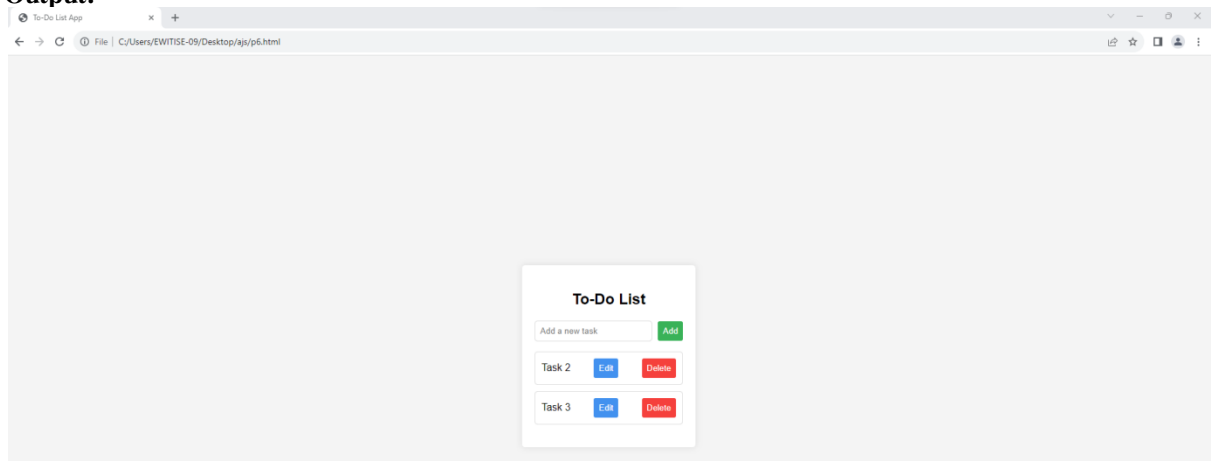 Output:
To-Do List App
File | C:/Users/EWITISE-09/Desktop/ajs/p6.html
To-Do List
Add a new task Add
Task 2 Edit Delete
Task 3 Edit Delete